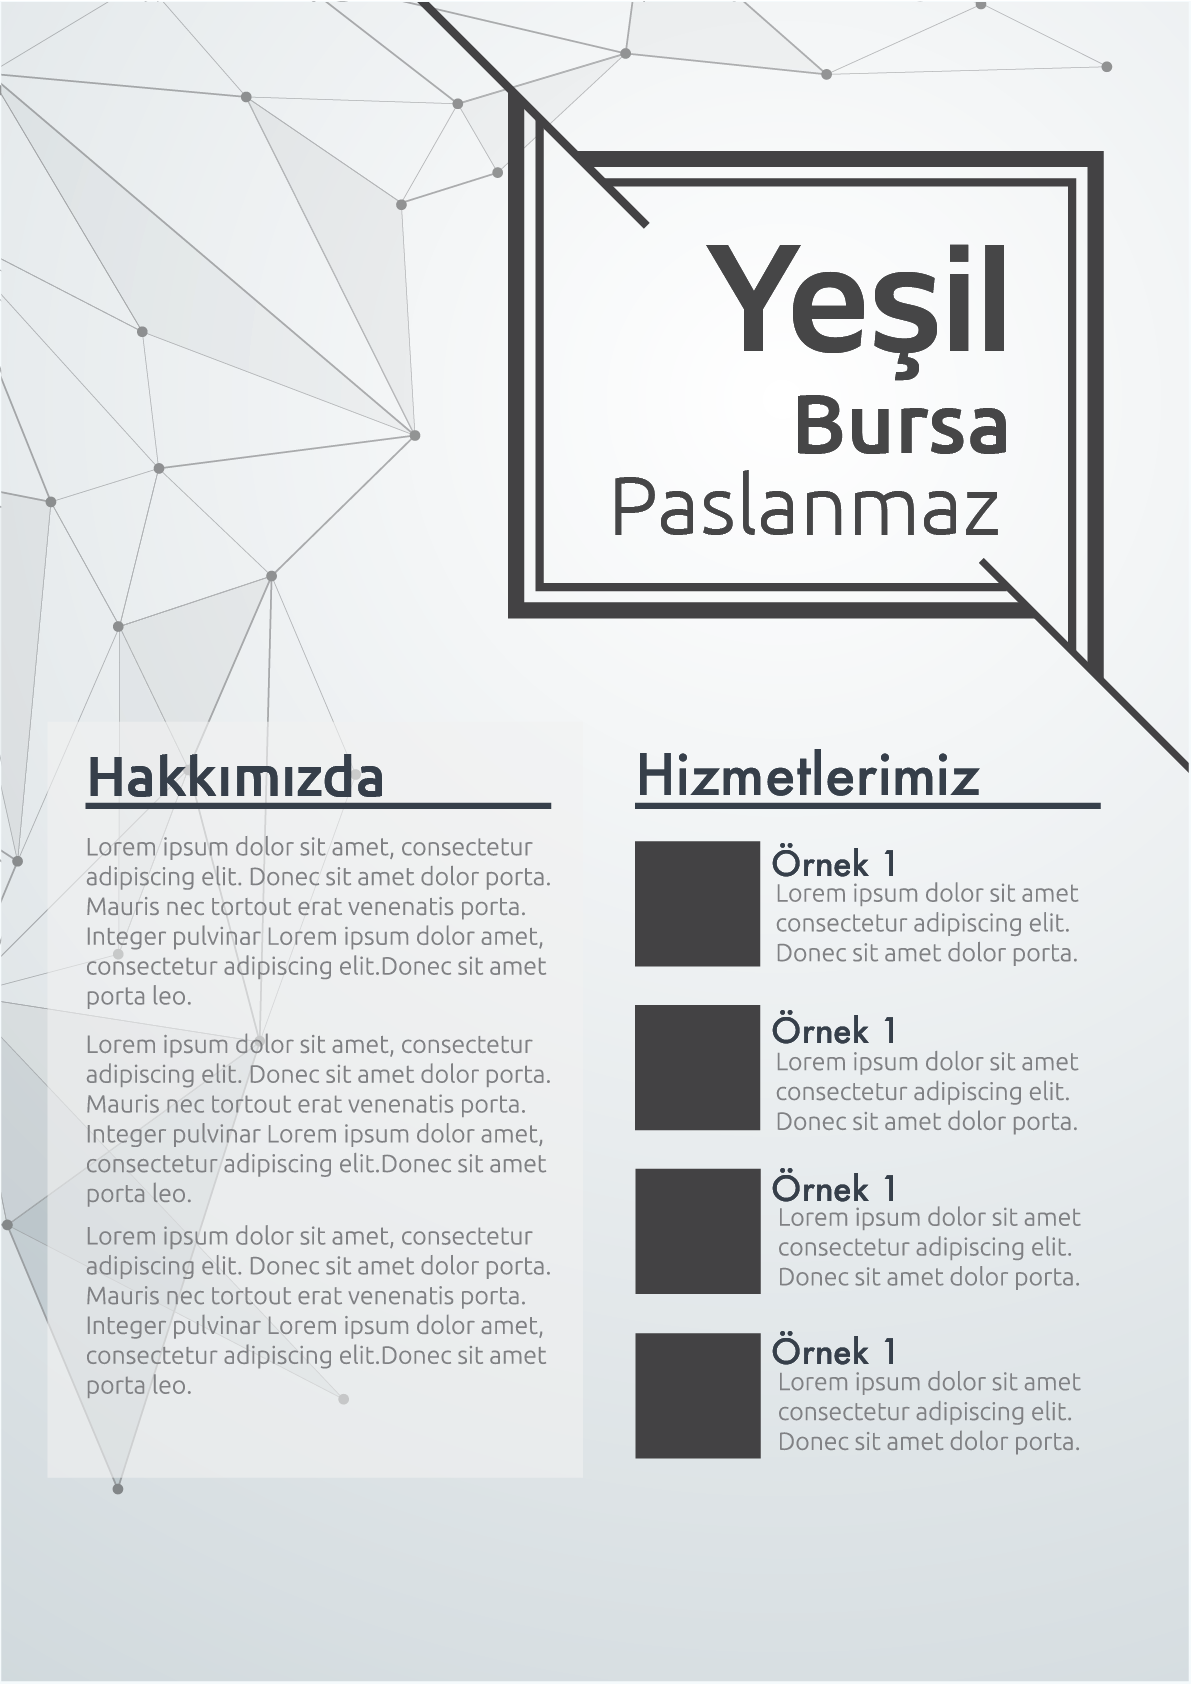 Yeşil
Bursa
Paslanmaz
Hakkımızda
Lorem ipsum dolor sit amet, consectetur
adipiscing elit. Donec sit amet dolor porta.
Mauris nec tortout erat venenatis porta.
Integer pulvinar Lorem ipsum dolor amet,
consectetur adipiscing elit.Donec sit amet
porta leo.
Lorem ipsum dolor sit amet, consectetur
adipiscing elit. Donec sit amet dolor porta.
Mauris nec tortout erat venenatis porta.
Integer pulvinar Lorem ipsum dolor amet,
consectetur adipiscing elit.Donec sit amet
porta leo.
Lorem ipsum dolor sit amet, consectetur
adipiscing elit. Donec sit amet dolor porta.
Mauris nec tortout erat venenatis porta.
Integer pulvinar Lorem ipsum dolor amet,
consectetur adipiscing elit.Donec sit amet
porta leo.
Hizmetlerimiz
Örnek 1
Lorem ipsum dolor sit amet
consectetur adipiscing elit.
Donec sit amet dolor porta.
Örnek 1
Lorem ipsum dolor sit amet
consectetur adipiscing elit.
Donec sit amet dolor porta.
Örnek 1
Lorem ipsum dolor sit amet
consectetur adipiscing elit.
Donec sit amet dolor porta.
Örnek 1
Lorem ipsum dolor sit amet
consectetur adipiscing elit.
Donec sit amet dolor porta.